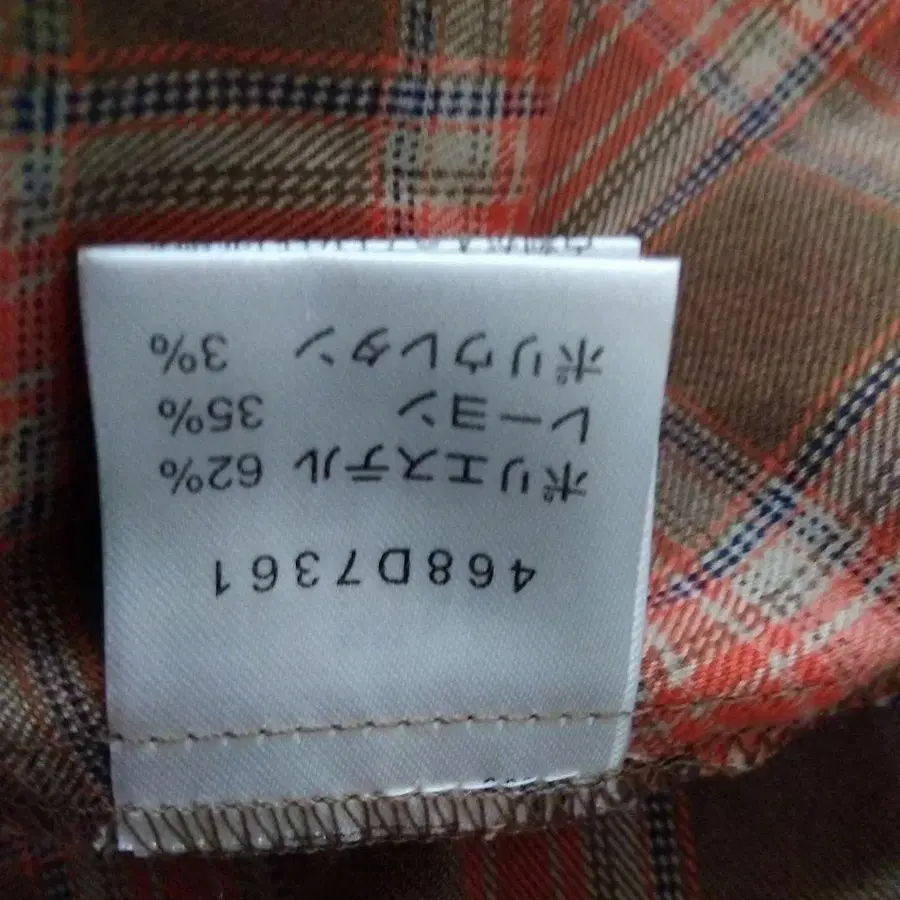 468D7361
ポリエステル 62%
レーヨン 35%
ポリウレタン 3%